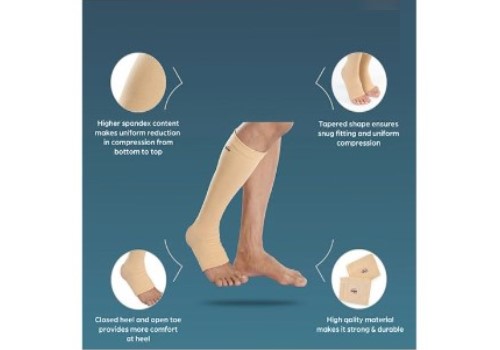 Higher spandex content
makes uniform reduction
in compression from
bottom to top
Tapered shape ensures
snug fitting and uniform
compression
Closed heel and open toe
provides more comfort
at heel
High qality material
makes it strong & durable